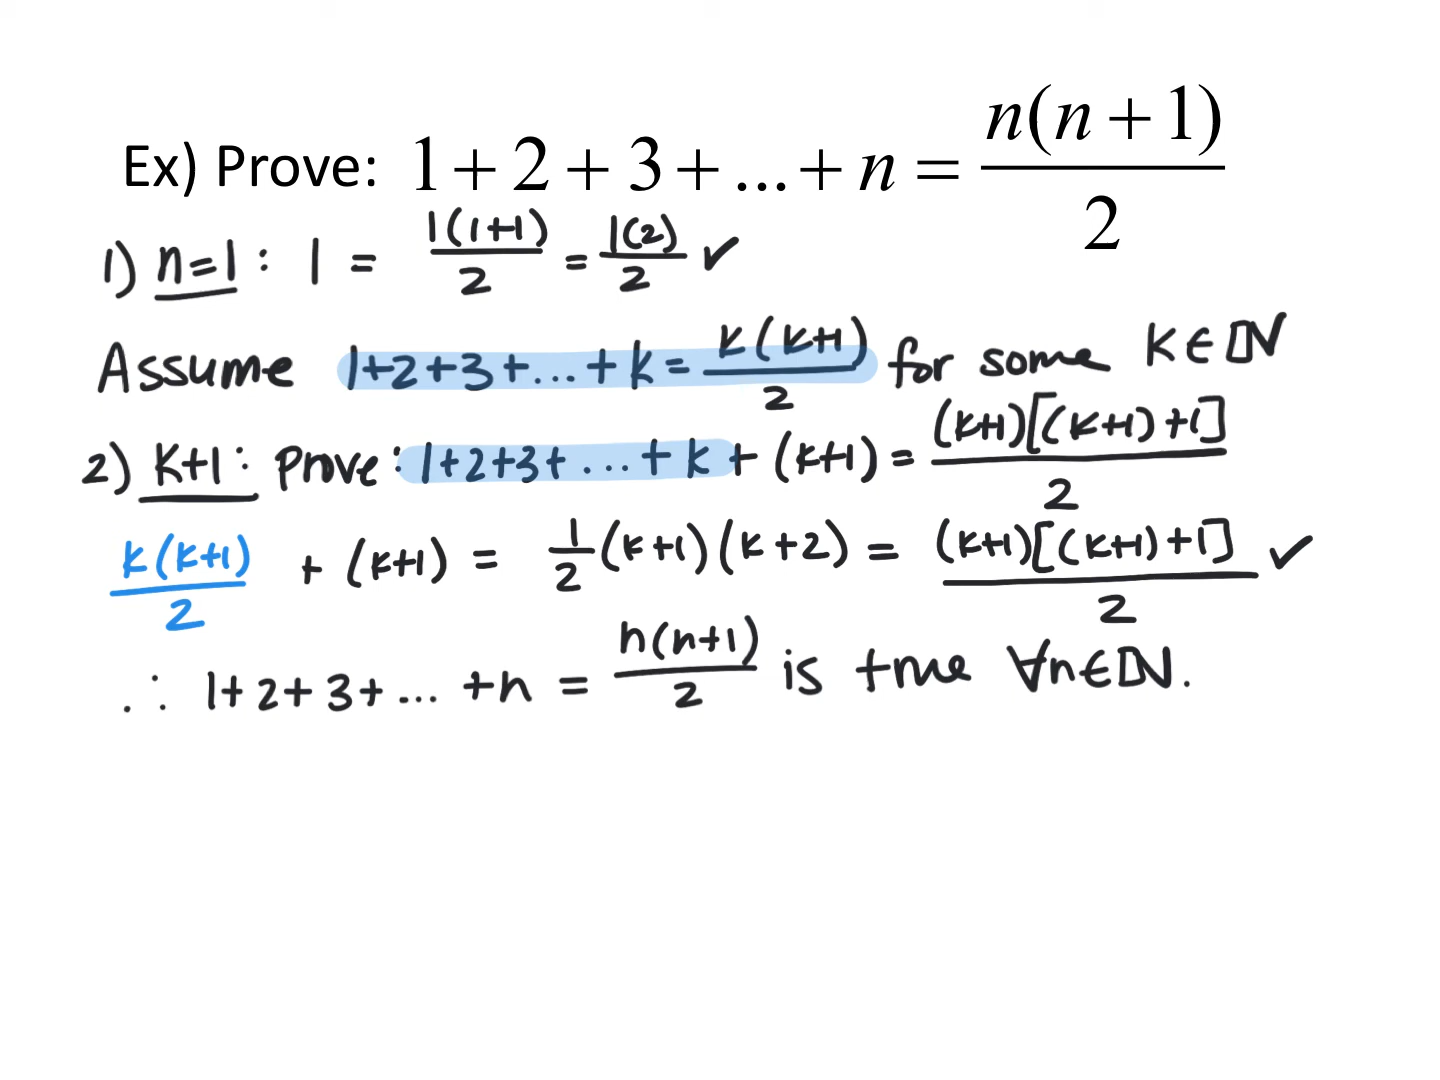 Ex) Prove: 1 + 2 + 3 + ... + n = n(n + 1)/2
1) n=1: 1 = 1(1+1)/2 = 1(2)/2 ✓
Assume 1+2+3+...+k = k(k+1)/2 for some k∈ℕ
2) k+1: Prove: 1+2+3+...+k + (k+1) = (k+1)[(k+1)+1]/2
k(k+1)/2 + (k+1) = 1/2(k+1)(k+2) = (k+1)[(k+1)+1]/2 ✓
∴ 1+2+3+...+n = n(n+1)/2 is true ∀n∈ℕ.